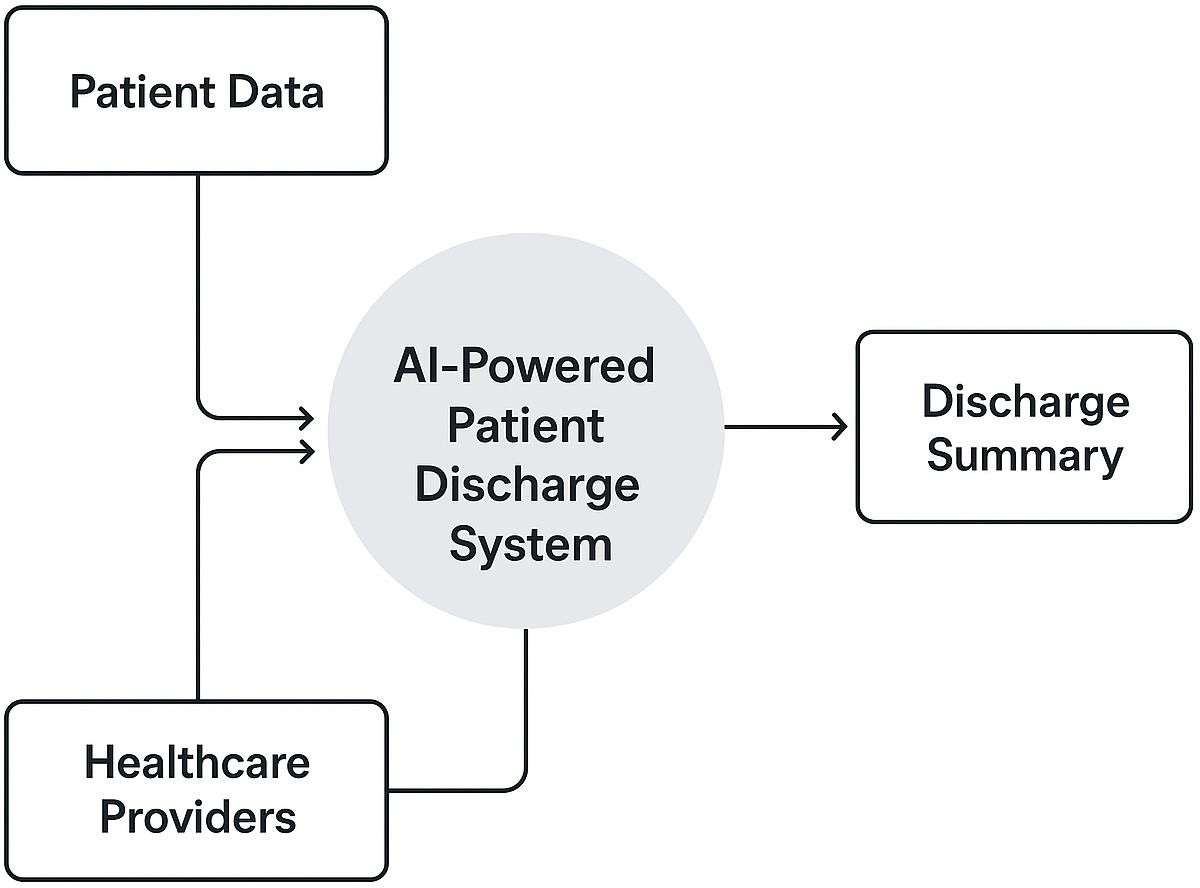 Patient Data
AI-Powered
Patient
Discharge
System
Discharge
Summary
Healthcare
Providers